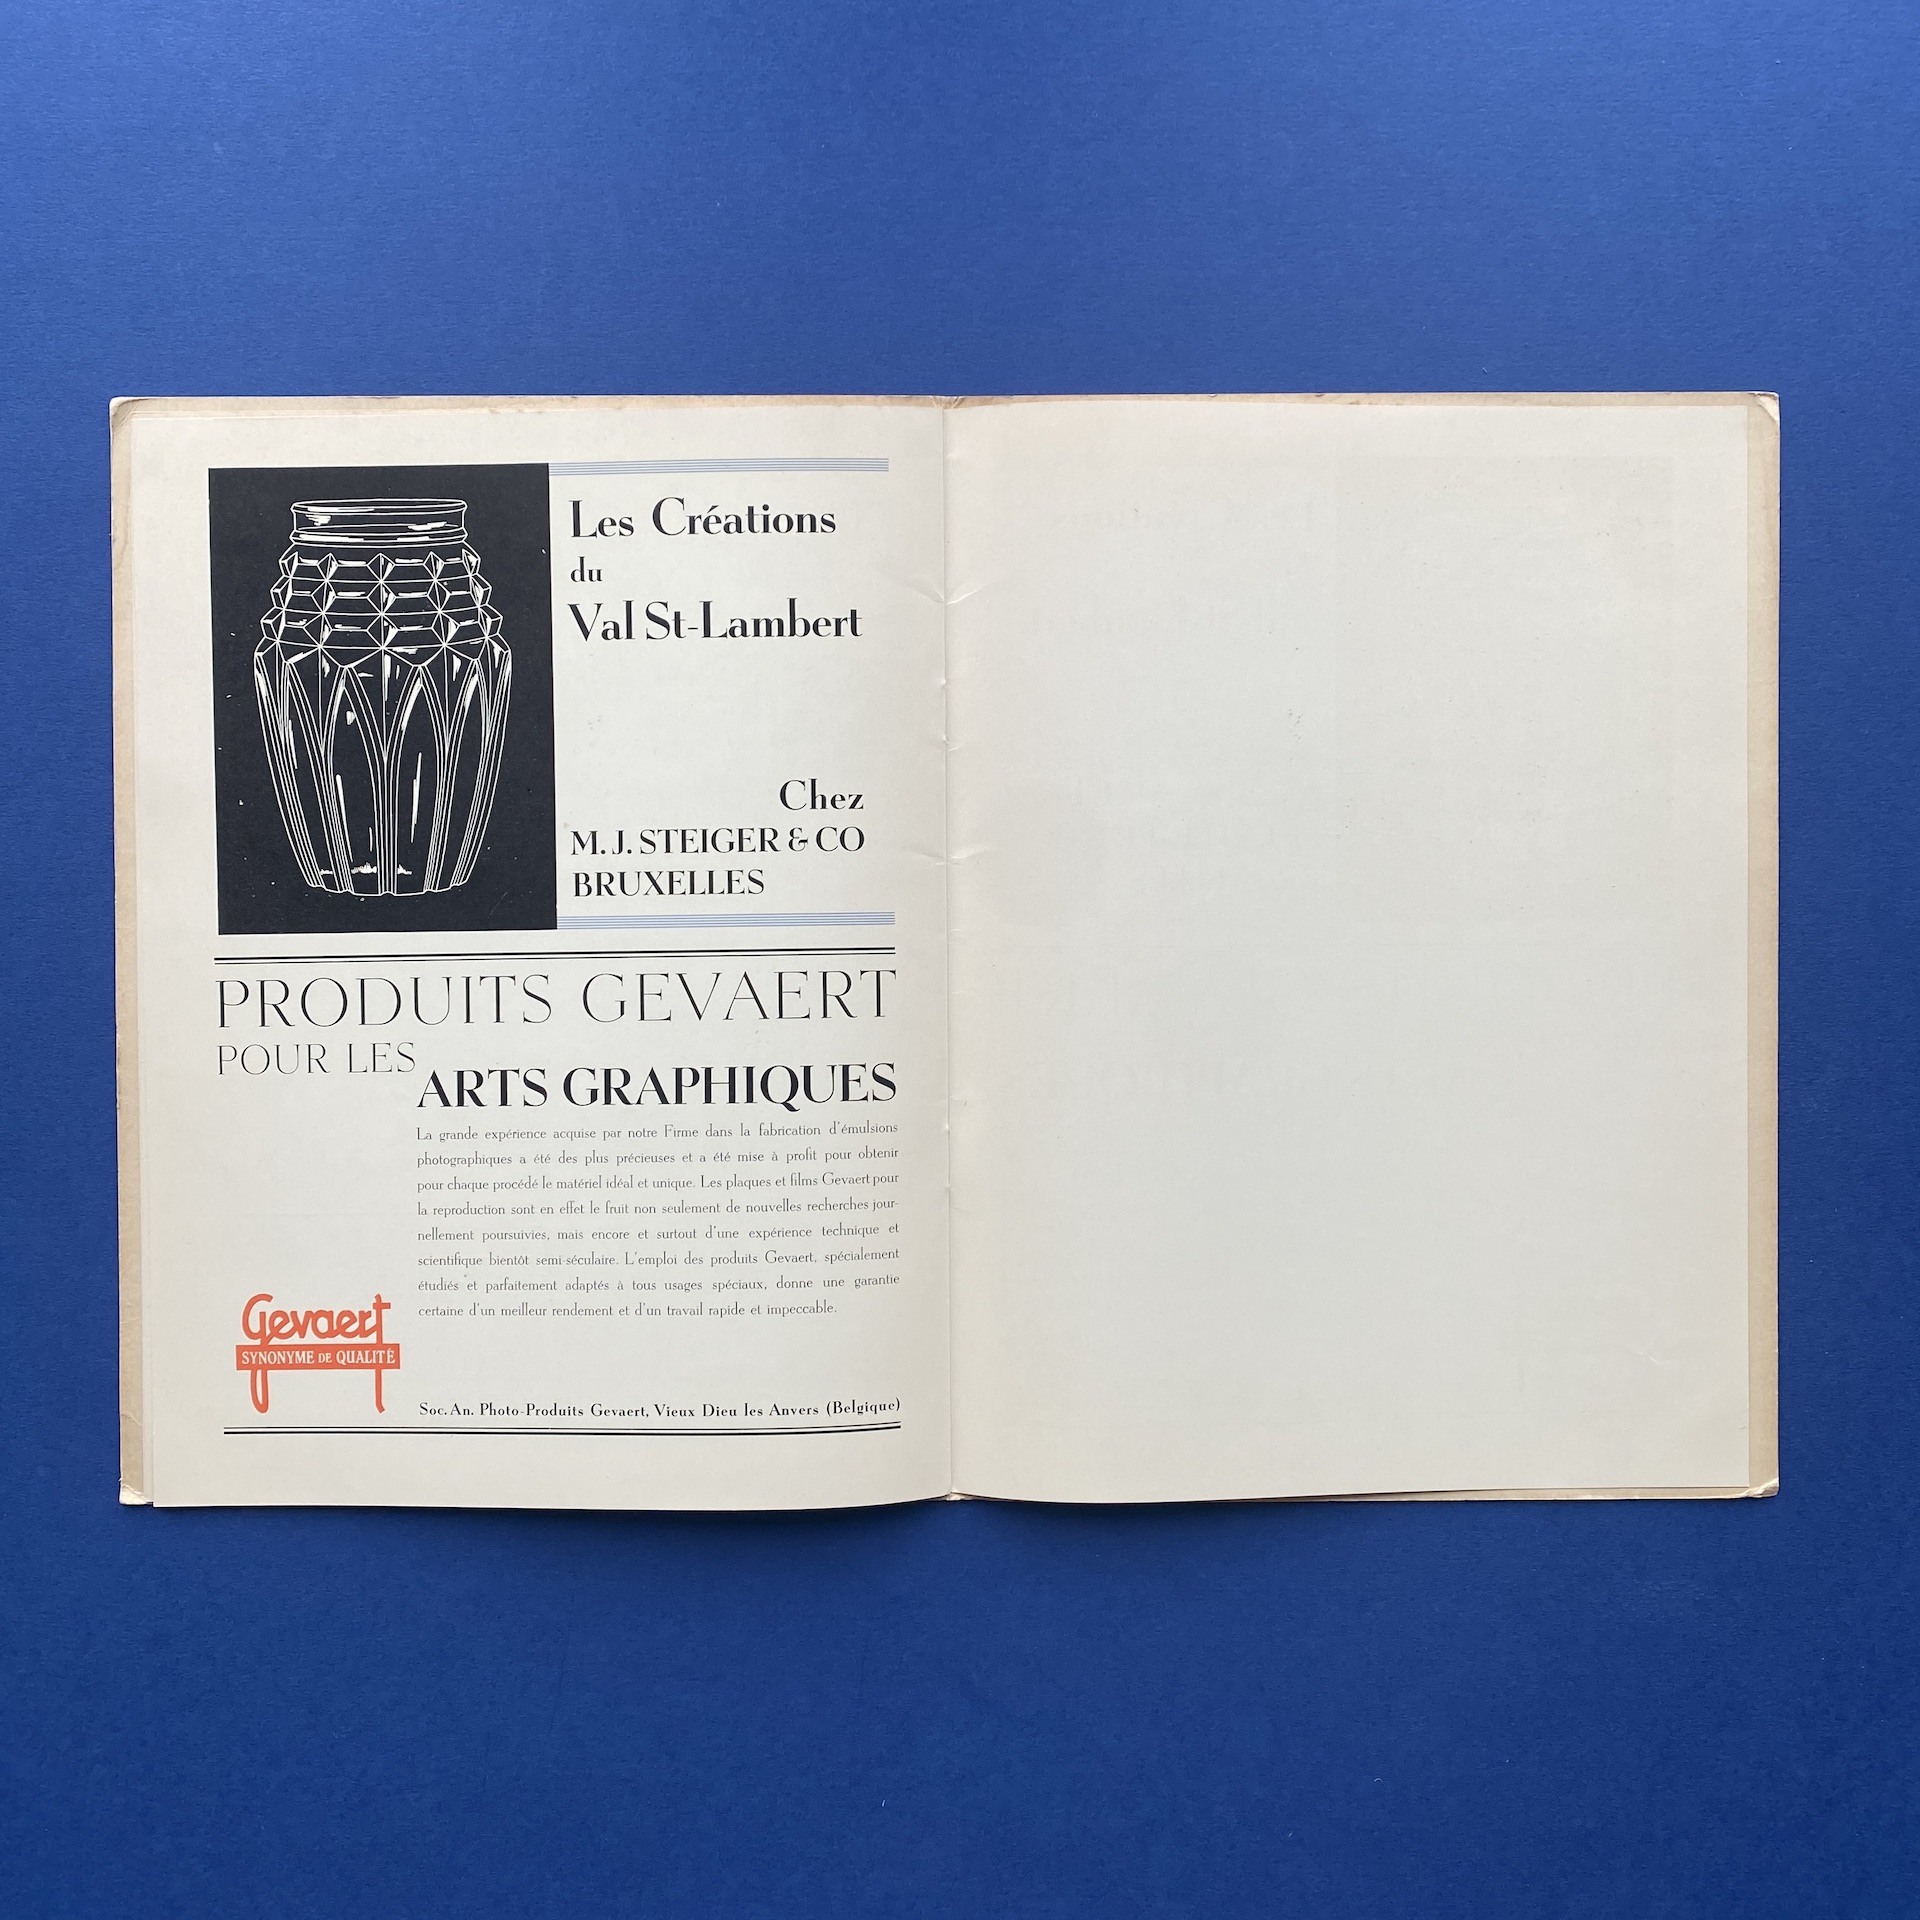 Les Créations
du
Val St-Lambert
Chez
M. J. STEIGER & CO
BRUXELLES
PRODUITS GEVAERT
POUR LES
ARTS GRAPHIQUES
La grande expérience acquise par notre Firme dans la fabrication d'émulsions
photographiques a été des plus précieuses et a été mise à profit pour obtenir
pour chaque procédé le matériel idéal et unique. Les plaques et films Gevaert pour
la reproduction sont en effet le fruit non seulement de nouvelles recherches jour-
nellement poursuivies, mais encore et surtout d'une expérience technique et
scientifique bientôt semi-séculaire. L'emploi des produits Gevaert, spécialement
étudiés et parfaitement adaptés à tous usages spéciaux, donne une garantie
certaine d'un meilleur rendement et d'un travail rapide et impeccable.
Gevaert
SYNONYME DE QUALITÉ
Soc. An. Photo-Produits Gevaert, Vieux Dieu les Anvers (Belgique)